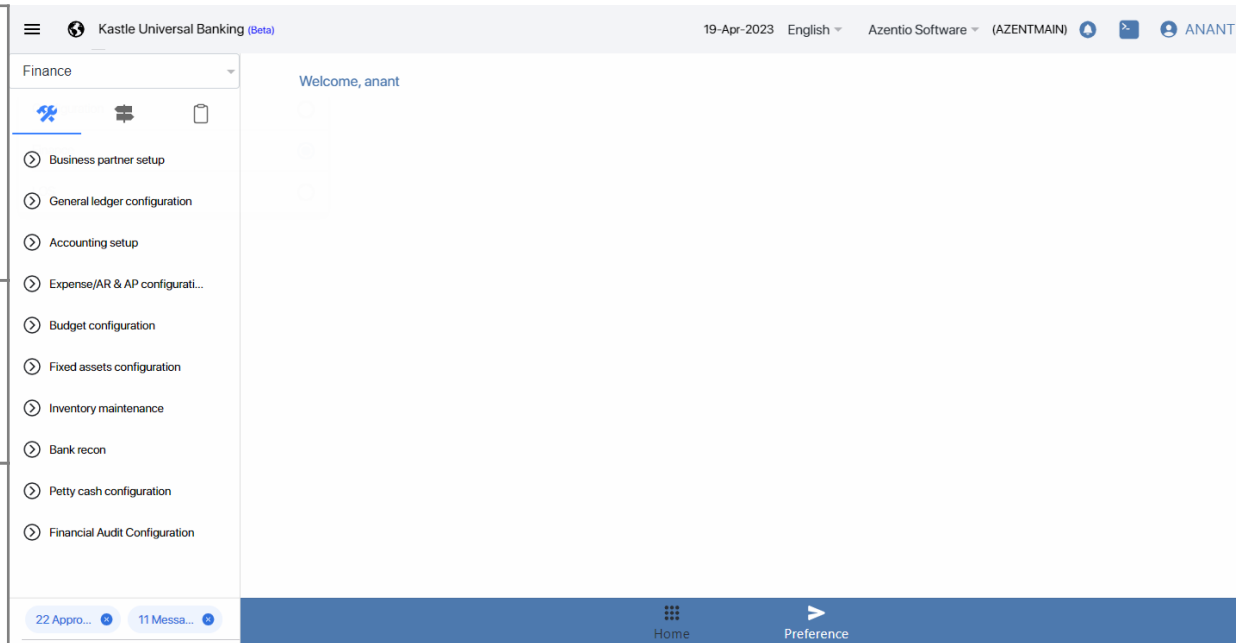 Kastle Universal Banking (Beta) 19-Apr-2023 English Azentio Software (AZENTMAIN) ANANT
Finance
Welcome, anant
Business partner setup
General ledger configuration
Accounting setup
Expense/AR & AP configurati...
Budget configuration
Fixed assets configuration
Inventory maintenance
Bank recon
Petty cash configuration
Financial Audit Configuration
22 Appro... 11 Messa...
Home Preference